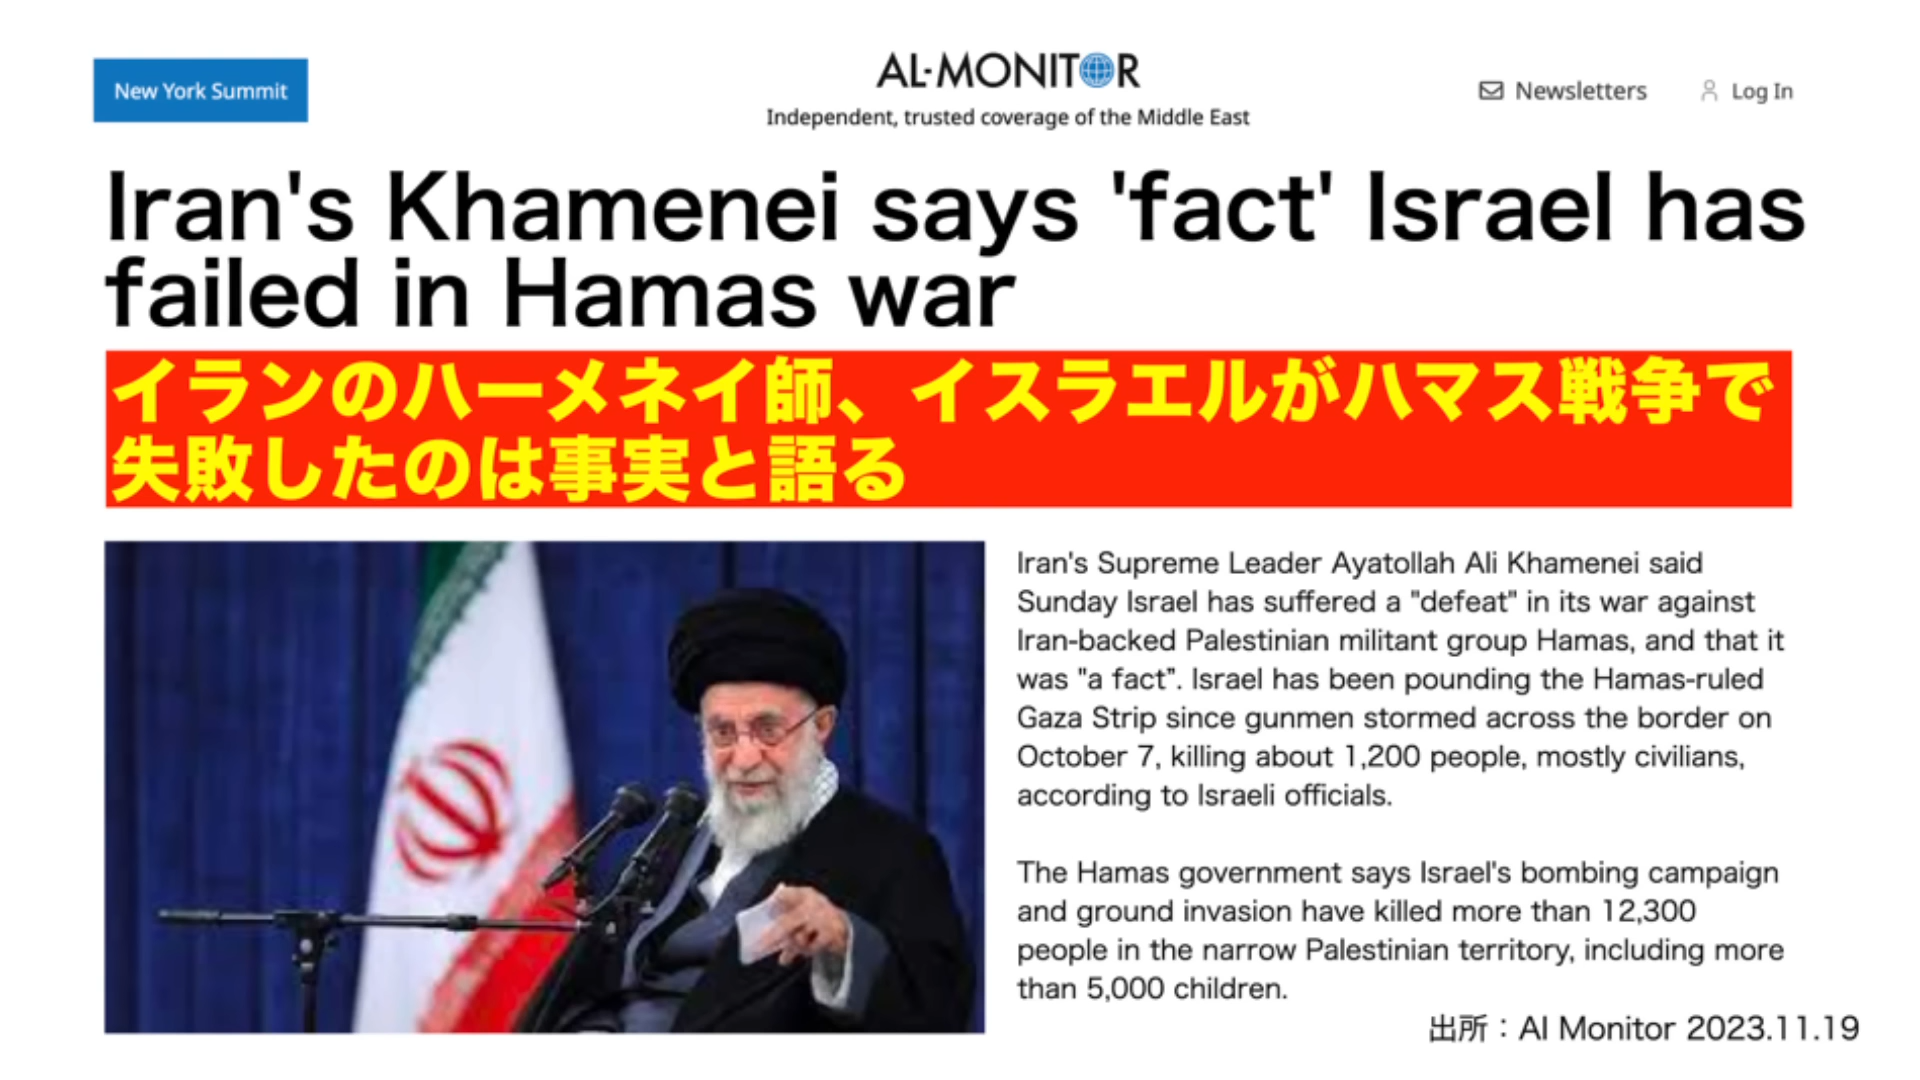 New York Summit
AL-MONITOR
Independent, trusted coverage of the Middle East
Newsletters
Log In
Iran's Khamenei says 'fact' Israel has
failed in Hamas war
イランのハーメネイ師、イスラエルがハマス戦争で
失敗したのは事実と語る
Iran's Supreme Leader Ayatollah Ali Khamenei said
Sunday Israel has suffered a "defeat" in its war against
Iran-backed Palestinian militant group Hamas, and that it
was "a fact". Israel has been pounding the Hamas-ruled
Gaza Strip since gunmen stormed across the border on
October 7, killing about 1,200 people, mostly civilians,
according to Israeli officials.
The Hamas government says Israel's bombing campaign
and ground invasion have killed more than 12,300
people in the narrow Palestinian territory, including more
than 5,000 children.
出所：Al Monitor 2023.11.19